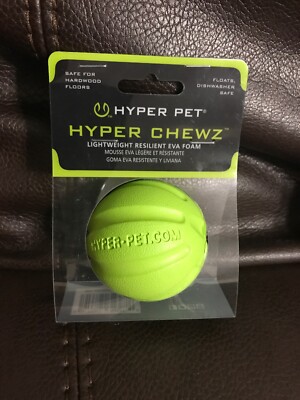 SAFE FOR
HARDWOOD
FLOORS
FLOATS,
DISHWASHER
SAFE
HYPER PET®
HYPER CHEWZ™
LIGHTWEIGHT RESILIENT EVA FOAM
MOUSSE EVA LÉGÈRE ET RÉSISTANTE
GOMA EVA RESISTENTE Y LIVIANA
HYPER-PET.COM